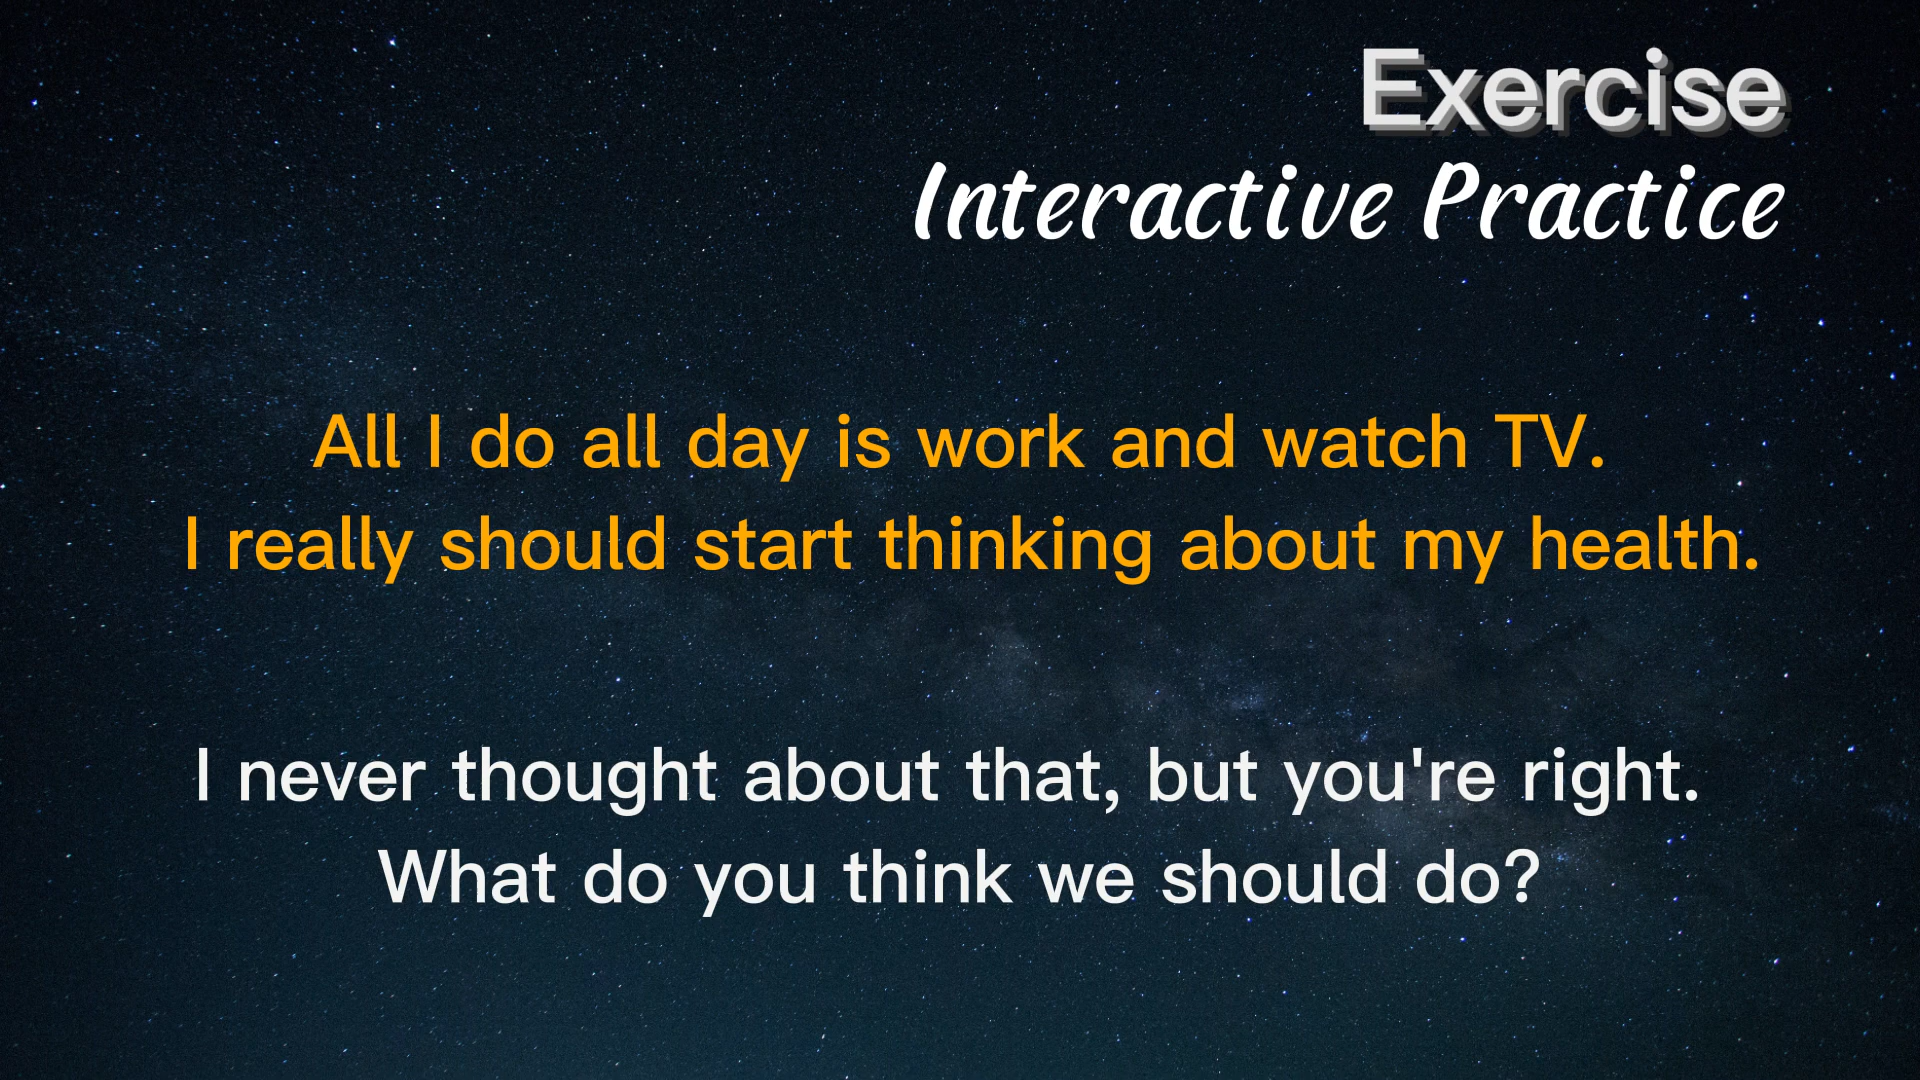 Exercise
Interactive Practice
All I do all day is work and watch TV.
I really should start thinking about my health.
I never thought about that, but you're right.
What do you think we should do?